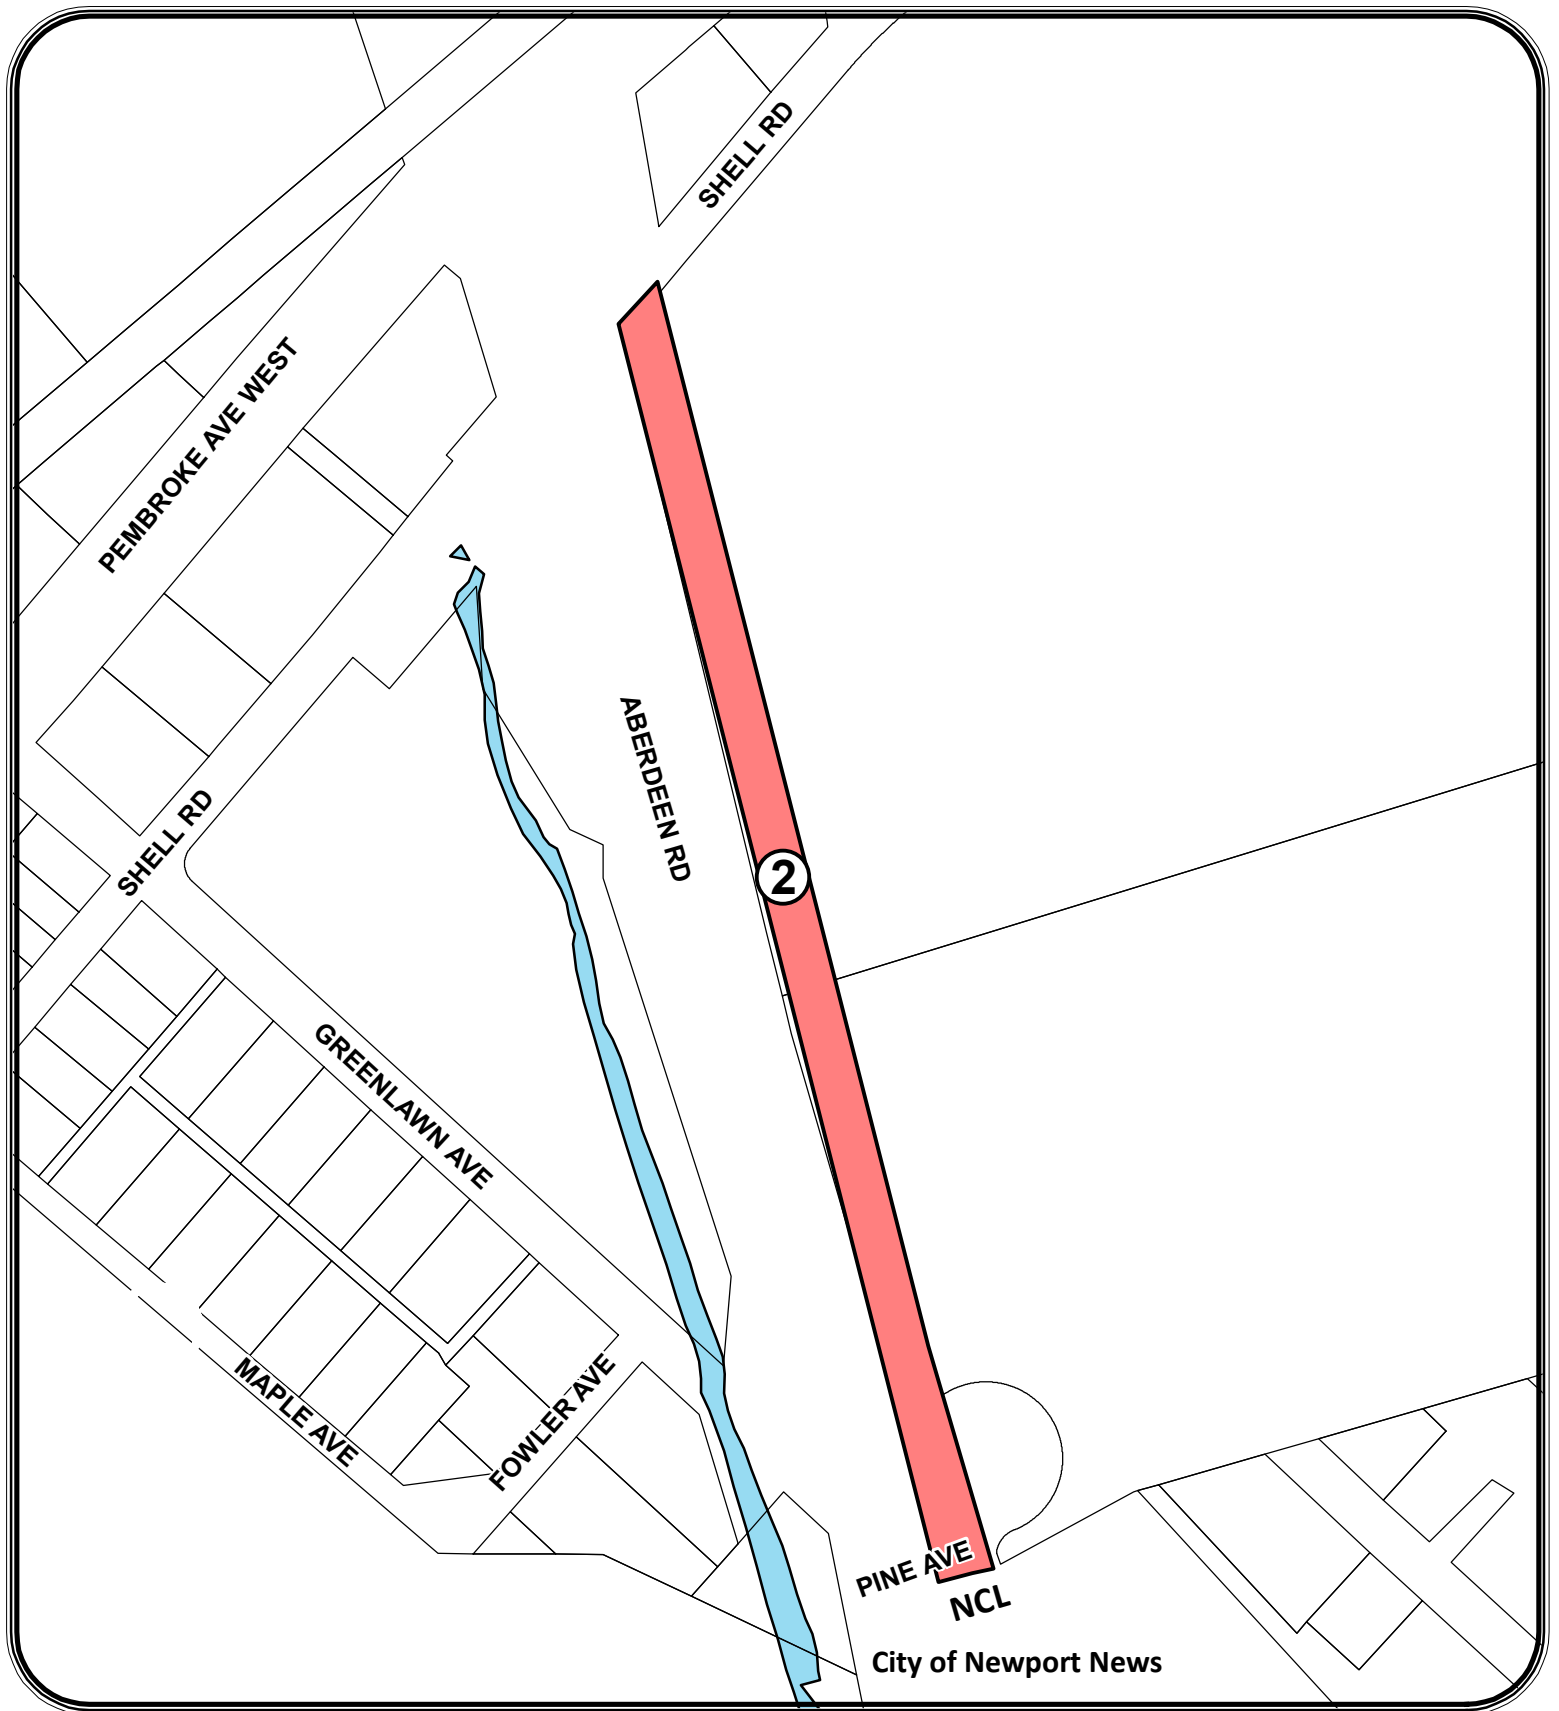 SHELL RD
PEMBROKE AVE WEST
ABERDEEN RD
SHELL RD
2
GREENLAWN AVE
MAPLE AVE
FOWLER AVE
PINE AVE
NCL
City of Newport News